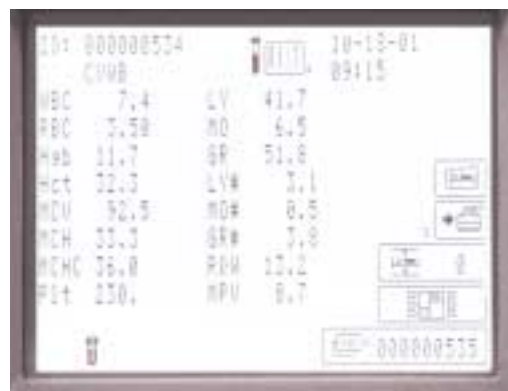 ID: 000000534 10-18-01
CVWB 09:15
WBC 7.4 LY 41.7
RBC 3.50 MO 6.5
Hgb 11.7 GR 51.8
Hct 32.3 LY# 3.1
MCV 92.5 MO# 0.5
MCH 33.3 GR# 3.8
MCHC 36.0 RDW 13.2
Plt 230. MPV 8.7
000000535